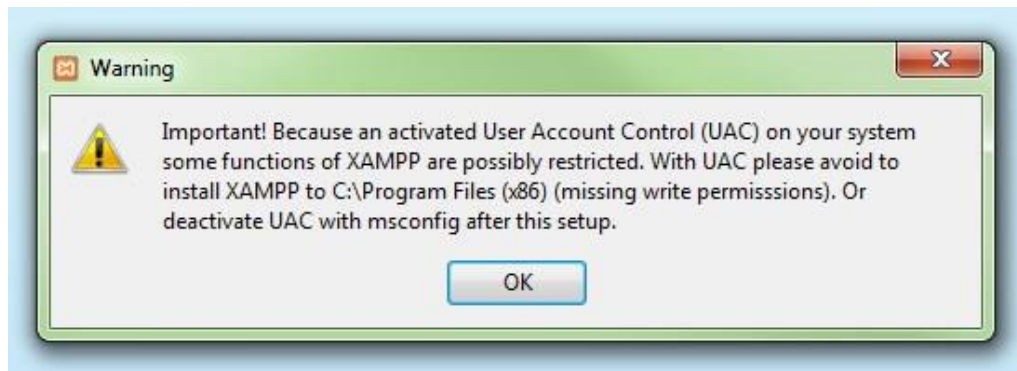 Warning
Important! Because an activated User Account Control (UAC) on your system
some functions of XAMPP are possibly restricted. With UAC please avoid to
install XAMPP to C:\Program Files (x86) (missing write permisssions). Or
deactivate UAC with msconfig after this setup.
OK